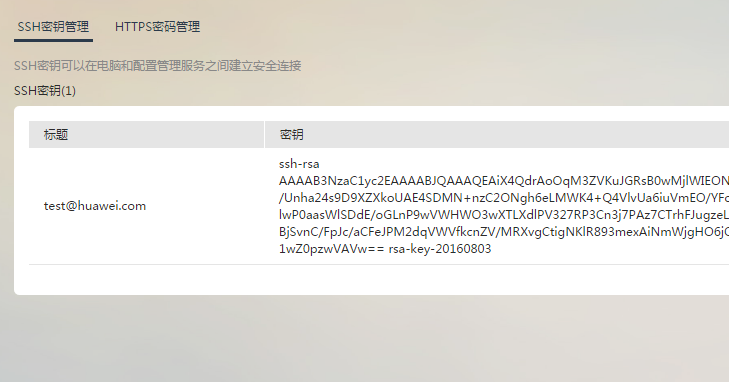 SSH密钥管理 HTTPS密码管理
SSH密钥可以在电脑和配置管理服务之间建立安全连接
SSH密钥(1)
标题 密钥
ssh-rsa
AAAAB3NzaC1yc2EAAAABJQAAAQEAiX4QdrAoOqM3ZVKuJGRsB0wMjlWIEON
test@huawei.com
/Unha24s9D9XZXkoUAE4SDMN+nzC2ONgh6eLMWK4+Q4VlvUa6iuVmEO/YFc
lwP0aasWlSDdE/oGLnP9wVWHWO3wXTLXdlPV327RP3Cn3j7PAz7CTrhFJugzeL
BjSvnC/FpJc/aCFeJPM2dqVWVfkcnZV/MRXvgCtigNKlR893mexAiNmWjgHO6jC
1wZ0pzwVAVw== rsa-key-20160803